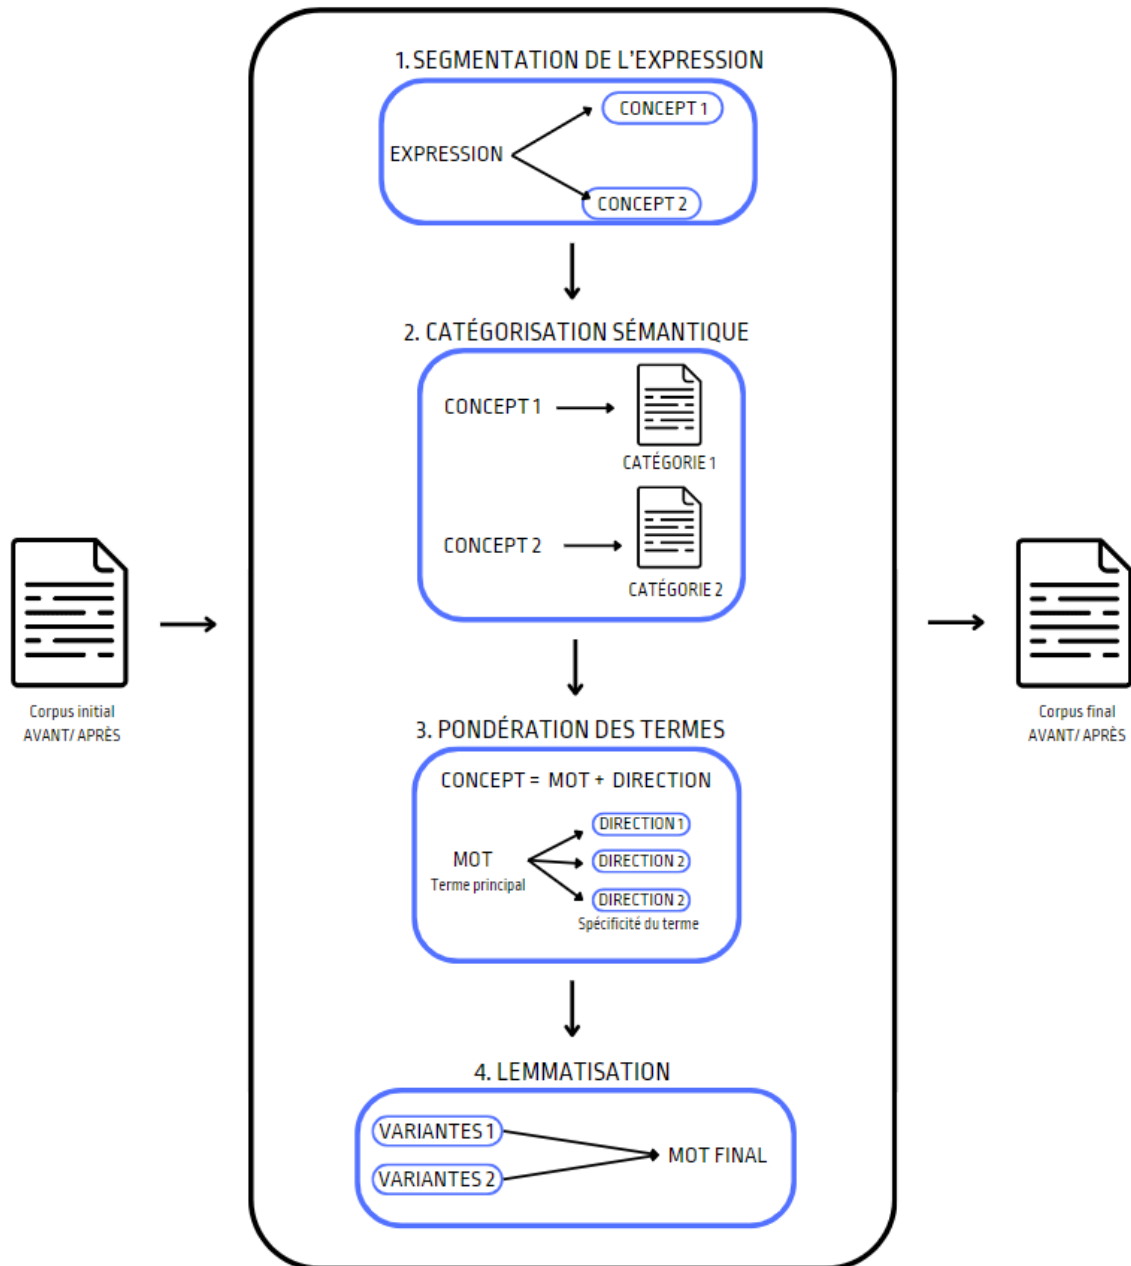 1. SEGMENTATION DE L'EXPRESSION
EXPRESSION
CONCEPT 1
CONCEPT 2
2. CATÉGORISATION SÉMANTIQUE
CONCEPT 1
CATÉGORIE 1
CONCEPT 2
CATÉGORIE 2
Corpus initial
AVANT/ APRÈS
3. PONDÉRATION DES TERMES
CONCEPT = MOT + DIRECTION
MOT
Terme principal
DIRECTION 1
DIRECTION 2
DIRECTION 2
Spécificité du terme
4. LEMMATISATION
VARIANTES 1
VARIANTES 2
MOT FINAL
Corpus final
AVANT/ APRÈS